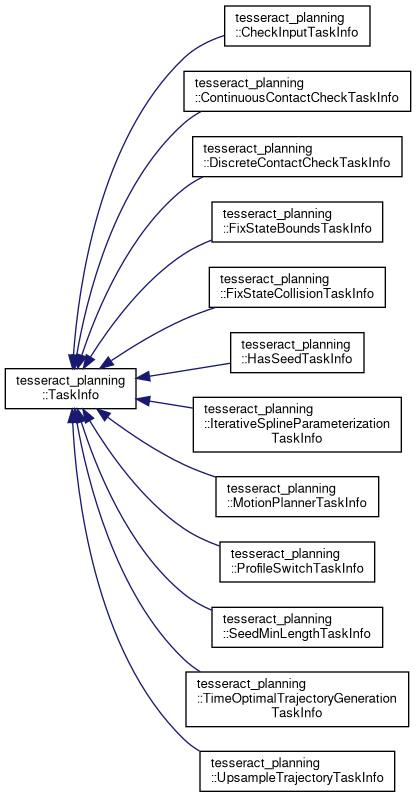 tesseract_planning
::CheckInputTaskInfo
tesseract_planning
::ContinuousContactCheckTaskInfo
tesseract_planning
::DiscreteContactCheckTaskInfo
tesseract_planning
::FixStateBoundsTaskInfo
tesseract_planning
::FixStateCollisionTaskInfo
tesseract_planning
::HasSeedTaskInfo
tesseract_planning
::TaskInfo
tesseract_planning
::IterativeSplineParameterization
TaskInfo
tesseract_planning
::MotionPlannerTaskInfo
tesseract_planning
::ProfileSwitchTaskInfo
tesseract_planning
::SeedMinLengthTaskInfo
tesseract_planning
::TimeOptimalTrajectoryGeneration
TaskInfo
tesseract_planning
::UpsampleTrajectoryTaskInfo